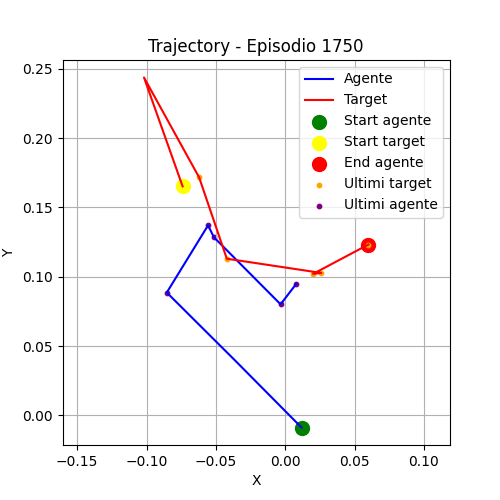 Trajectory - Episodio 1750
Agente
Target
Start agente
Start target
End agente
Ultimi target
Ultimi agente
Y
0.25
0.20
0.15
0.10
0.05
0.00
−0.15 −0.10 −0.05 0.00 0.05 0.10
X